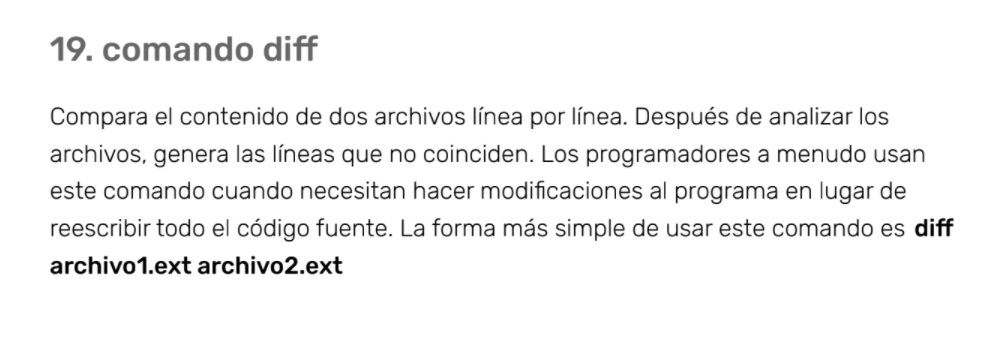 19. comando diff
Compara el contenido de dos archivos línea por línea. Después de analizar los
archivos, genera las líneas que no coinciden. Los programadores a menudo usan
este comando cuando necesitan hacer modificaciones al programa en lugar de
reescribir todo el código fuente. La forma más simple de usar este comando es diff
archivo1.ext archivo2.ext